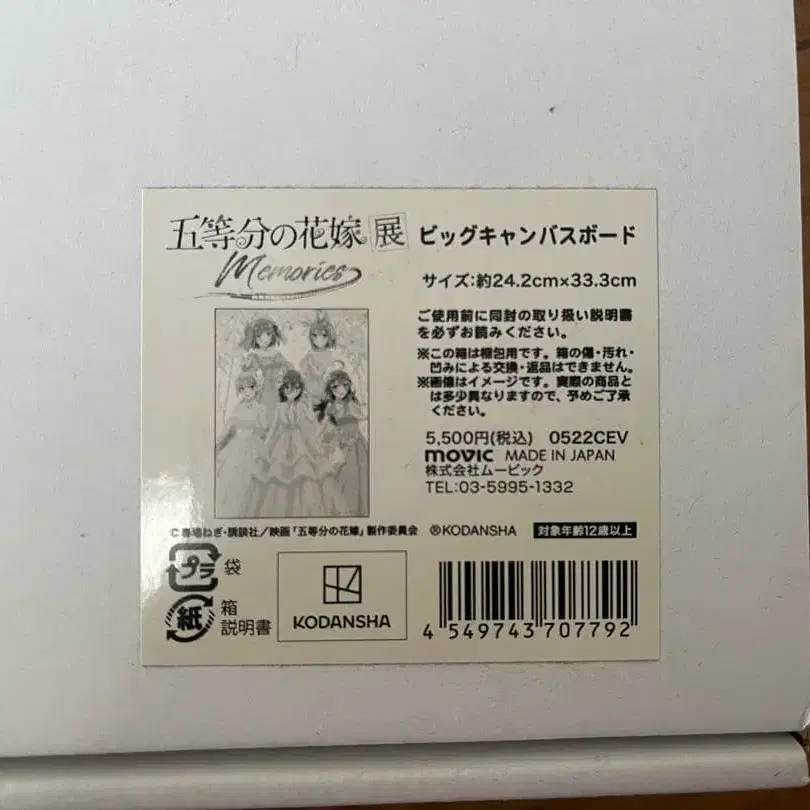 五等分の花嫁 展
Memories
ビッグキャンバスボード
サイズ:約24.2cm×33.3cm
ご使用前に同封の取り扱い説明書
を必ずお読みください。
※この箱は梱包用です。箱の傷・汚れ・
凹みによる交換・返品はできません。
※画像はイメージです。実際の商品と
は多少異なりますので、予めご了承
ください。
5,500円(税込) 0522CEV
movic MADE IN JAPAN
株式会社ムービック
TEL:03-5995-1332
©春場ねぎ・講談社/映画「五等分の花嫁」製作委員会 ®KODANSHA 対象年齢12歳以上
プラ 袋
紙 箱
説明書
KODANSHA
4 549743 707792